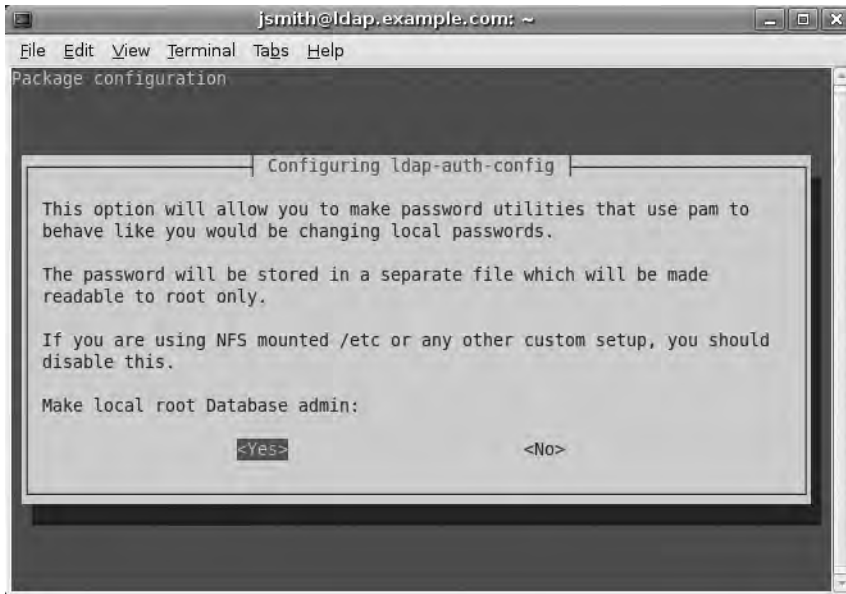 jsmith@ldap.example.com: ~
File Edit View Terminal Tabs Help
Package configuration
Configuring ldap-auth-config
This option will allow you to make password utilities that use pam to
behave like you would be changing local passwords.
The password will be stored in a separate file which will be made
readable to root only.
If you are using NFS mounted /etc or any other custom setup, you should
disable this.
Make local root Database admin:
<Yes> <No>